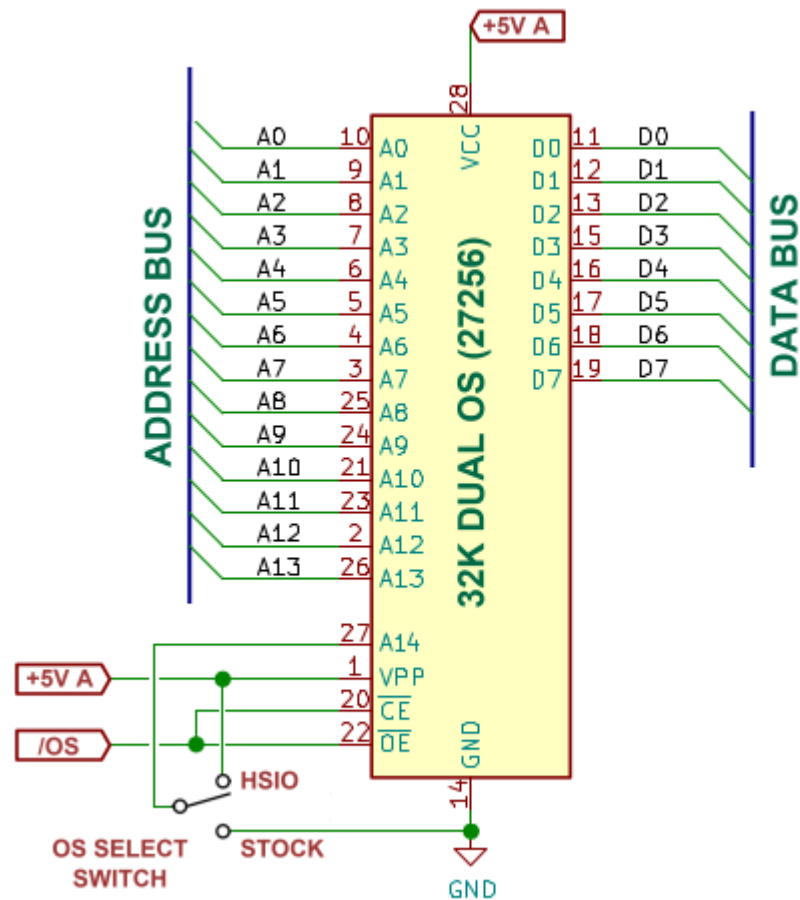 +5V A
28
VCC
A0 10 A0 D0 11 D0
A1 9 A1 D1 12 D1
A2 8 A2 D2 13 D2
A3 7 A3 D3 15 D3
A4 6 A4 D4 16 D4
A5 5 A5 D5 17 D5
A6 4 A6 D6 18 D6
A7 3 A7 D7 19 D7
A8 25 A8
A9 24 A9
A10 21 A10
A11 23 A11
A12 2 A12
A13 26 A13
ADDRESS BUS
32K DUAL OS (27256)
DATA BUS
27 A14
+5V A 1 VPP
20 CE
/OS 22 OE
GND
14
HSIO
OS SELECT
SWITCH
STOCK
GND